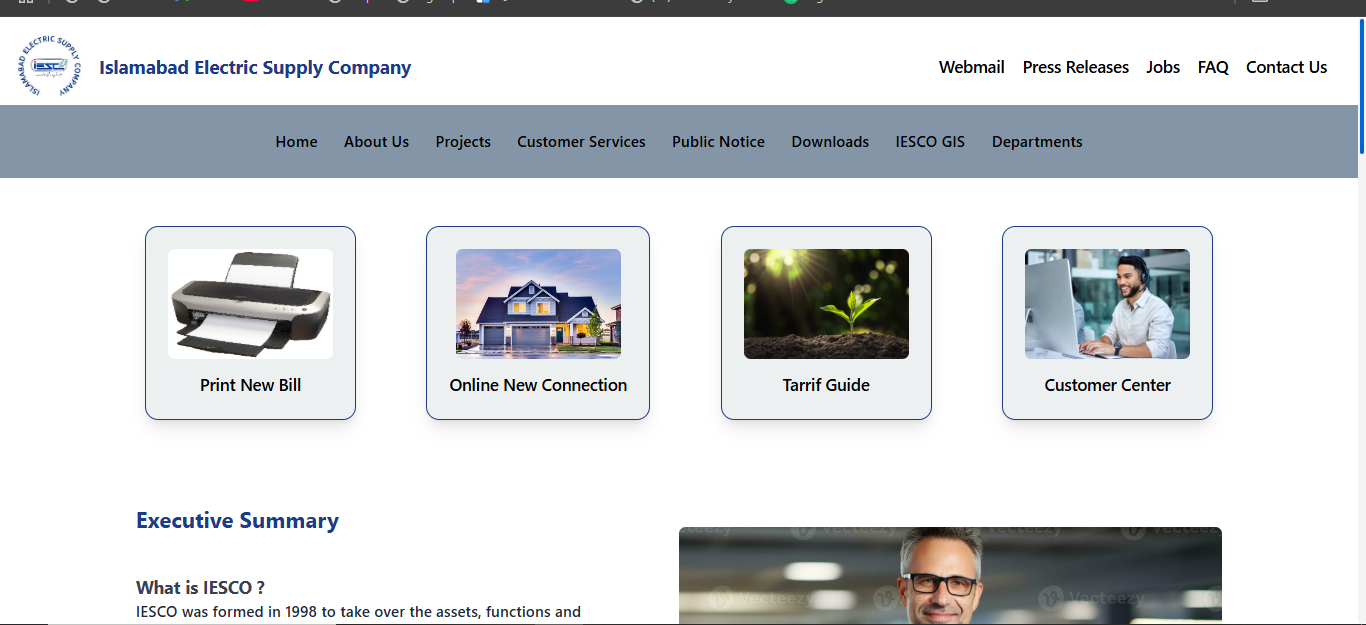 ISLAMABAD ELECTRIC SUPPLY COMPANY
IESCO
Islamabad Electric Supply Company
Webmail Press Releases Jobs FAQ Contact Us
Home About Us Projects Customer Services Public Notice Downloads IESCO GIS Departments
Print New Bill
Online New Connection
Tarrif Guide
Customer Center
Executive Summary
What is IESCO ?
IESCO was formed in 1998 to take over the assets, functions and
Vecteezy
Vecteezy